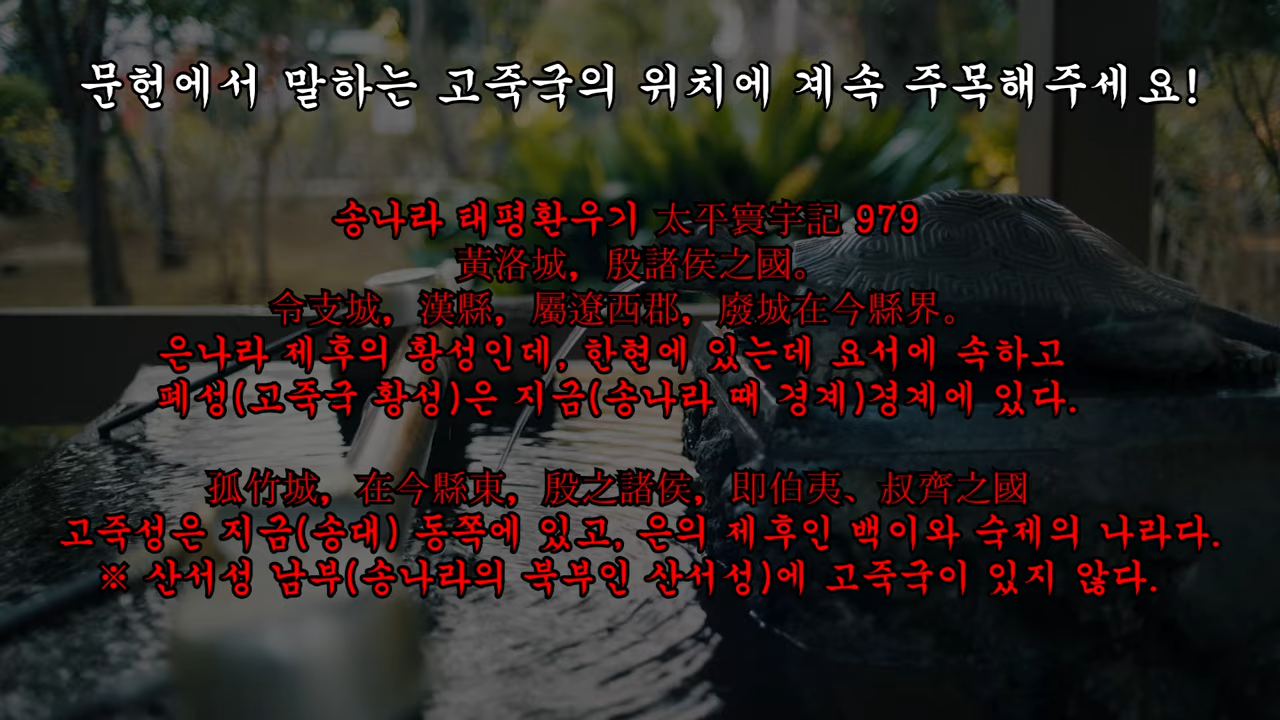 문헌에서 말하는 고죽국의 위치에 계속 주목해주세요!
송나라 태평환우기 太平寰宇記 979
黃洛城，殷諸侯之國。
令支城，漢縣，屬遼西郡，廢城在今縣界。
은나라 제후의 황성인데, 한현에 있는데 요서에 속하고
폐성(고죽국 황성)은 지금(송나라 때 경계)경계에 있다.
孤竹城，在今縣東，殷之諸侯，即伯夷、叔齊之國
고죽성은 지금(송대) 동쪽에 있고, 은의 제후인 백이와 숙제의 나라다.
※ 산서성 남부(송나라의 북부인 산서성)에 고죽국이 있지 않다.